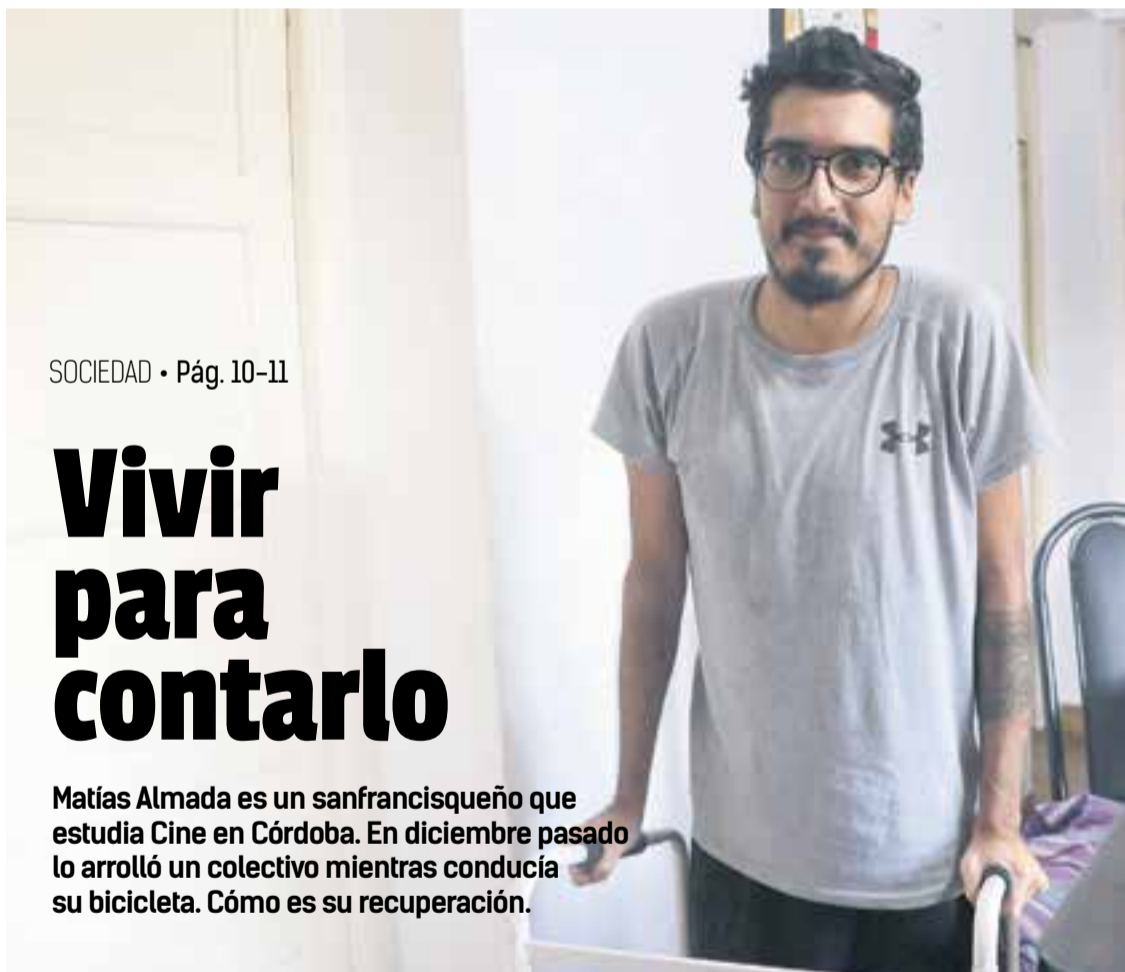 SOCIEDAD • Pág. 10-11
Vivir
para
contarlo
Matías Almada es un sanfrancisqueño que
estudia Cine en Córdoba. En diciembre pasado
lo arrolló un colectivo mientras conducía
su bicicleta. Cómo es su recuperación.